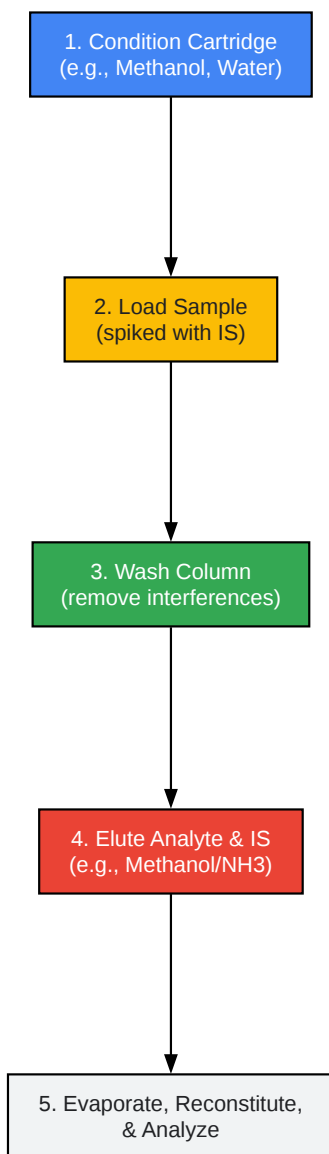 1. Condition Cartridge
(e.g., Methanol, Water)
2. Load Sample
(spiked with IS)
3. Wash Column
(remove interferences)
4. Elute Analyte & IS
(e.g., Methanol/NH3)
5. Evaporate, Reconstitute,
& Analyze